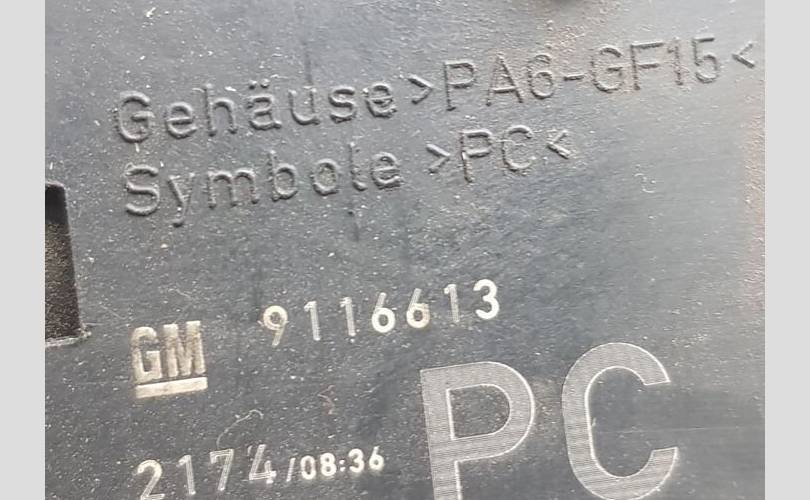 Gehäuse>PA6-GF15<
Symbole >PC<
9116613
GM
PC
2174/08:36